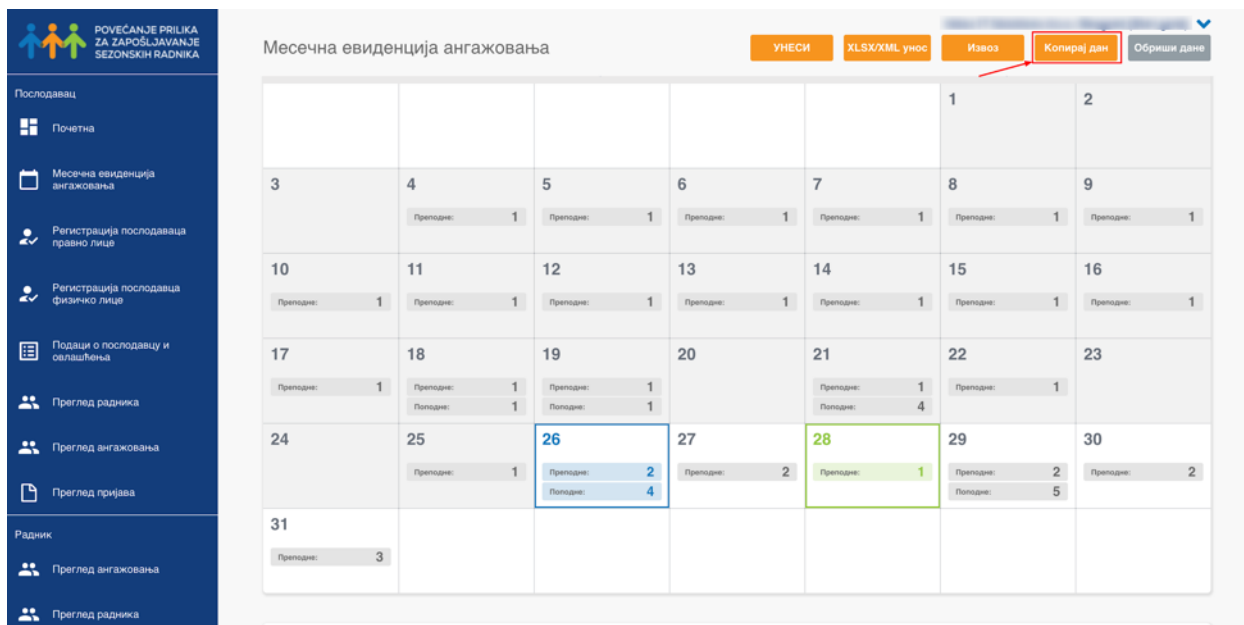 POVEĆANJE PRILIKA
ZA ZAPOŠLJAVANJE
SEZONSKIH RADNIKA
Послодавац
Почетна
Месечна евиденција
ангажовања
Регистрација послодаваца
правно лице
Регистрација послодавца
физичко лице
Подаци о послодавцу и
овлашћења
Преглед радника
Преглед ангажовања
Преглед пријава
Радник
Преглед ангажовања
Преглед радника
Месечна евиденција ангажовања
УНЕСИ
XLSX/XML унос
Извоз
Копирај дан
Обриши дане
1
2
3
4
Преподне: 1
5
Преподне: 1
6
Преподне: 1
7
Преподне: 1
8
Преподне: 1
9
Преподне: 1
10
Преподне: 1
11
Преподне: 1
12
Преподне: 1
13
Преподне: 1
14
Преподне: 1
15
Преподне: 1
16
Преподне: 1
17
Преподне: 1
18
Преподне: 1
Поподне: 1
19
Преподне: 1
Поподне: 1
20
21
Преподне: 1
Поподне: 4
22
Преподне: 1
23
24
25
Преподне: 1
26
Преподне: 2
Поподне: 4
27
Преподне: 2
28
Преподне: 1
29
Преподне: 2
Поподне: 5
30
Преподне: 2
31
Преподне: 3